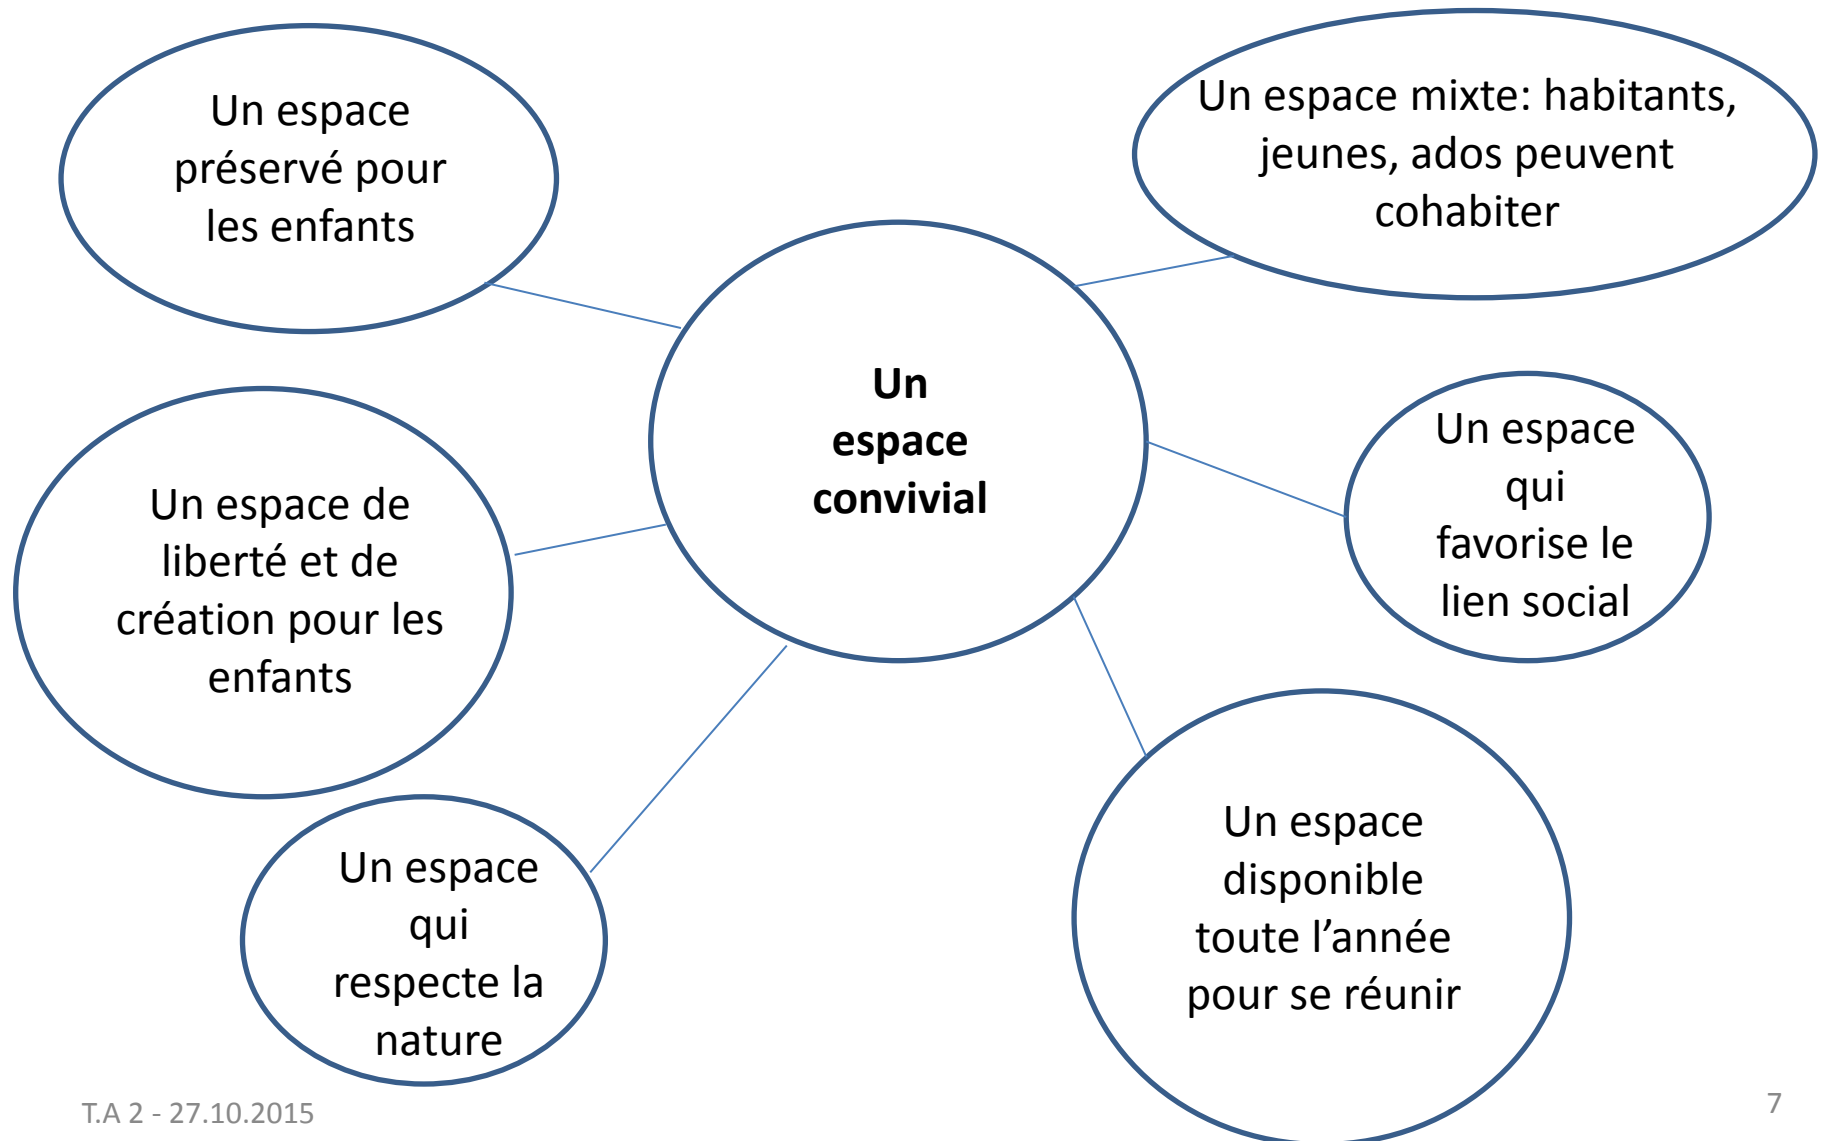 Un espace
préservé pour
les enfants
Un espace mixte: habitants,
jeunes, ados peuvent
cohabiter
Un
espace
convivial
Un espace
qui
favorise le
lien social
Un espace de
liberté et de
création pour les
enfants
Un espace
qui
respecte la
nature
Un espace
disponible
toute l’année
pour se réunir
T.A 2 - 27.10.2015
7